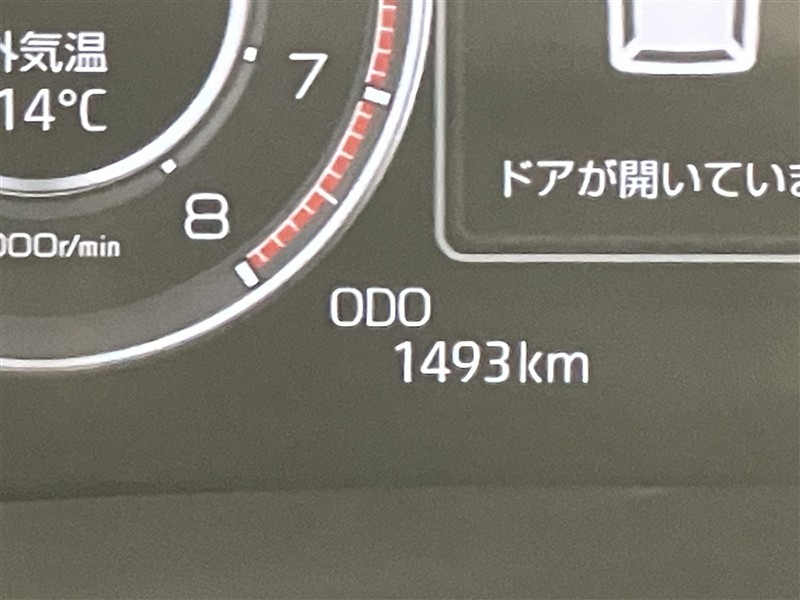 外気温
14℃
7
8
000r/min
ドアが開いていま
ODO
1493km